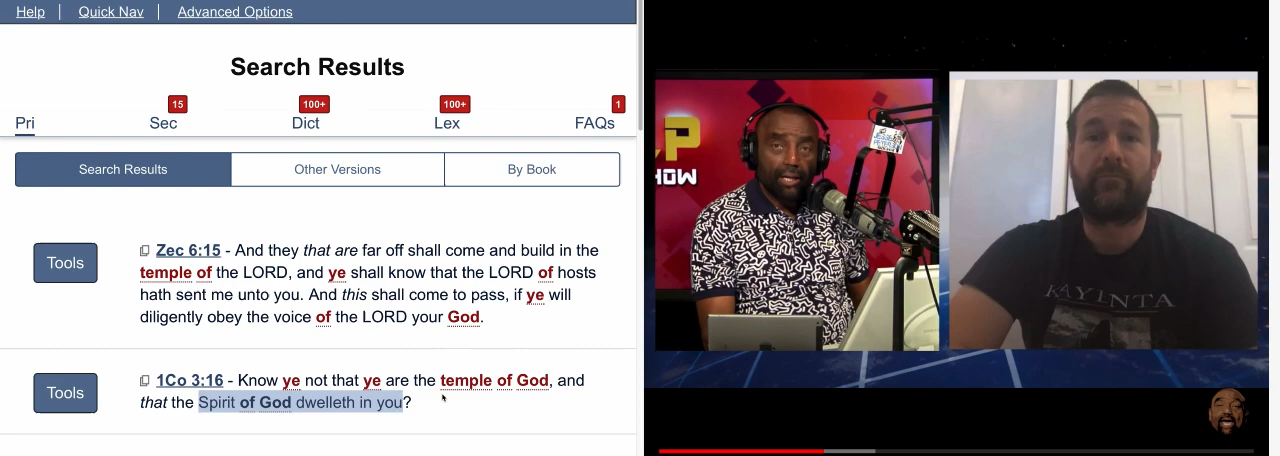 Help
Quick Nav
Advanced Options
Search Results
15
100+
100+
1
Pri
Sec
Dict
Lex
FAQs
Search Results
Other Versions
By Book
Tools
Zec 6:15 - And they that are far off shall come and build in the
temple of the LORD, and ye shall know that the LORD of hosts
hath sent me unto you. And this shall come to pass, if ye will
diligently obey the voice of the LORD your God.
Tools
1Co 3:16 - Know ye not that ye are the temple of God, and
that the Spirit of God dwelleth in you?
P
HOW
JESSE
PETERSON
KAYINTA